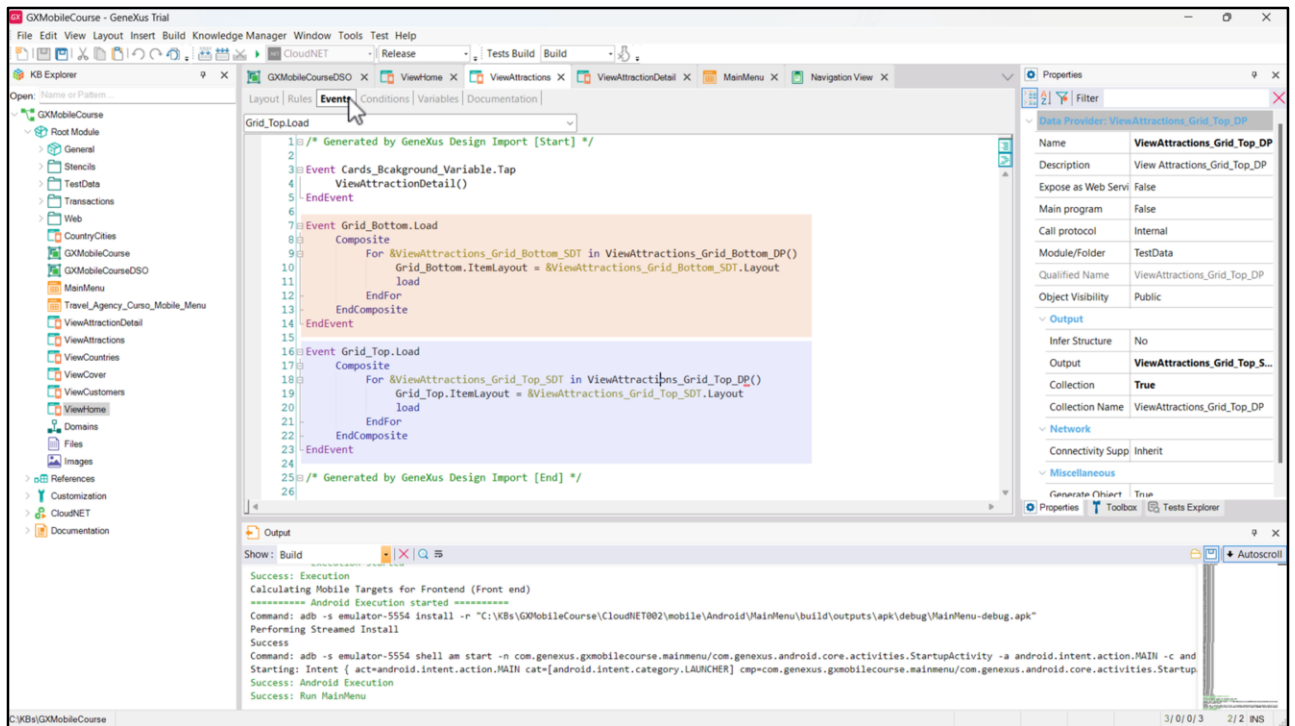 GX GXMobileCourse - GeneXus Trial
File Edit View Layout Insert Build Knowledge Manager Window Tools Test Help
CloudNET Release Tests Build Build
KB Explorer
Open: Name or Pattern ...
GXMobileCourse
Root Module
General
Stencils
TestData
Transactions
Web
CountryCities
GXMobileCourse
GXMobileCourseDSO
MainMenu
Travel_Agency_Curso_Mobile_Menu
ViewAttractionDetail
ViewAttractions
ViewCountries
ViewCover
ViewCustomers
ViewHome
Domains
Files
Images
References
Customization
CloudNET
Documentation
GXMobileCourseDSO ViewHome ViewAttractions ViewAttractionDetail MainMenu Navigation View
Layout Rules Events Conditions Variables Documentation
Grid_Top.Load
1 /* Generated by GeneXus Design Import [Start] */
2
3 Event Cards_Bcakground_Variable.Tap
4 ViewAttractionDetail()
5 EndEvent
6
7 Event Grid_Bottom.Load
8 Composite
9 For &ViewAttractions_Grid_Bottom_SDT in ViewAttractions_Grid_Bottom_DP()
10 Grid_Bottom.ItemLayout = &ViewAttractions_Grid_Bottom_SDT.Layout
11 load
12 EndFor
13 EndComposite
14 EndEvent
15
16 Event Grid_Top.Load
17 Composite
18 For &ViewAttractions_Grid_Top_SDT in ViewAttractions_Grid_Top_DP()
19 Grid_Top.ItemLayout = &ViewAttractions_Grid_Top_SDT.Layout
20 load
21 EndFor
22 EndComposite
23 EndEvent
24
25 /* Generated by GeneXus Design Import [End] */
26
Properties
Filter
Data Provider: ViewAttractions_Grid_Top_DP
Name ViewAttractions_Grid_Top_DP
Description View Attractions_Grid_Top_DP
Expose as Web Servi False
Main program False
Call protocol Internal
Module/Folder TestData
Qualified Name ViewAttractions_Grid_Top_DP
Object Visibility Public
Output
Infer Structure No
Output ViewAttractions_Grid_Top_S...
Collection True
Collection Name ViewAttractions_Grid_Top_DP
Network
Connectivity Supp Inherit
Miscellaneous
Generate Object True
Properties Toolbox Tests Explorer
Output
Show: Build Autoscroll
Execution started
Success: Execution
Calculating Mobile Targets for Frontend (Front end)
========== Android Execution started ==========
Command: adb -s emulator-5554 install -r "C:\KBs\GXMobileCourse\CloudNET002\mobile\Android\MainMenu\build\outputs\apk\debug\MainMenu-debug.apk"
Performing Streamed Install
Success
Command: adb -s emulator-5554 shell am start -n com.genexus.gxmobilecourse.mainmenu/com.genexus.android.core.activities.StartupActivity -a android.intent.action.MAIN -c and
Starting: Intent { act=android.intent.action.MAIN cat=[android.intent.category.LAUNCHER] cmp=com.genexus.gxmobilecourse.mainmenu/com.genexus.android.core.activities.Startup
Success: Android Execution
Success: Run MainMenu
C:\KBs\GXMobileCourse 3/0/0/3 2/2 INS